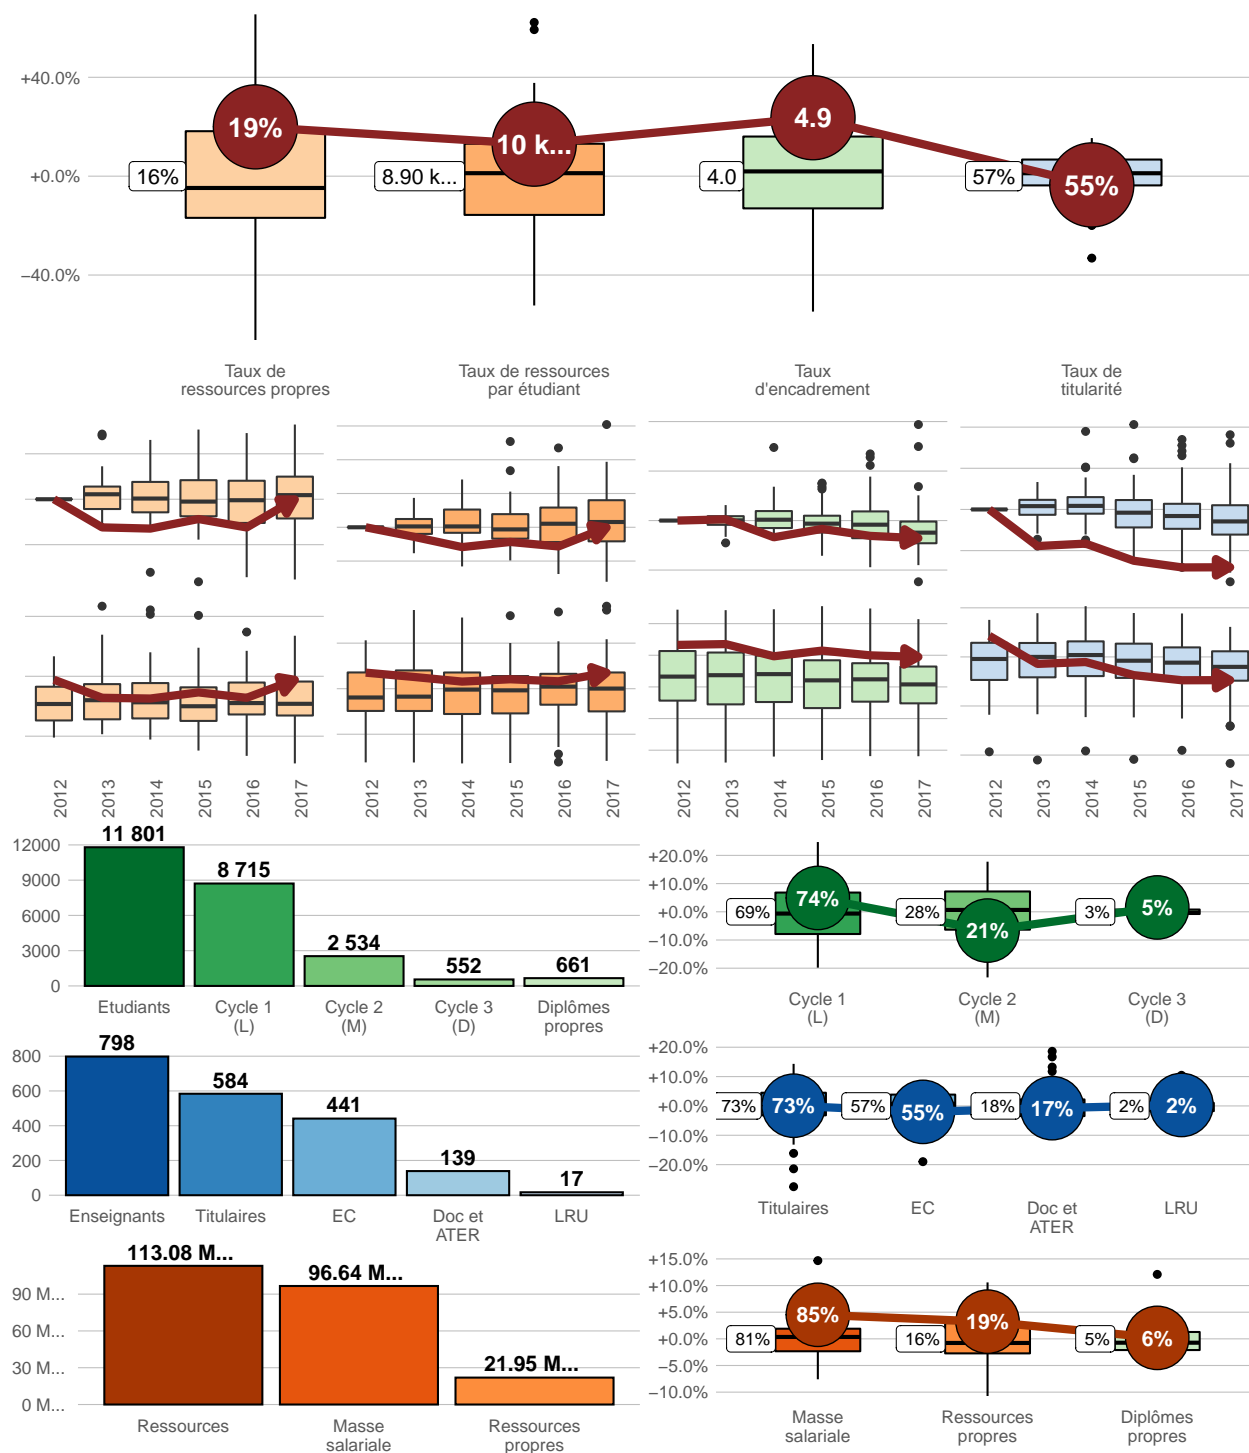 +40.0%
+0.0%
−40.0%
19%
10 k...
4.9
55%
16%
8.90 k...
4.0
57%
Taux de
ressources propres
Taux de ressources
par étudiant
Taux
d'encadrement
Taux de
titularité
2012 2013 2014 2015 2016 2017
2012 2013 2014 2015 2016 2017
2012 2013 2014 2015 2016 2017
2012 2013 2014 2015 2016 2017
12000
9000
6000
3000
0
11 801
8 715
2 534
552
661
Etudiants
Cycle 1
(L)
Cycle 2
(M)
Cycle 3
(D)
Diplômes
propres
+20.0%
+10.0%
+0.0%
−10.0%
−20.0%
69%
74%
28%
21%
3%
5%
Cycle 1
(L)
Cycle 2
(M)
Cycle 3
(D)
800
600
400
200
0
798
584
441
139
17
Enseignants
Titulaires
EC
Doc et
ATER
LRU
+20.0%
+10.0%
+0.0%
−10.0%
−20.0%
73%
73%
57%
55%
18%
17%
2%
2%
Titulaires
EC
Doc et
ATER
LRU
90 M...
60 M...
30 M...
0 M...
113.08 M...
96.64 M...
21.95 M...
Ressources
Masse
salariale
Ressources
propres
+15.0%
+10.0%
+5.0%
+0.0%
−5.0%
−10.0%
81%
85%
16%
19%
5%
6%
Masse
salariale
Ressources
propres
Diplômes
propres